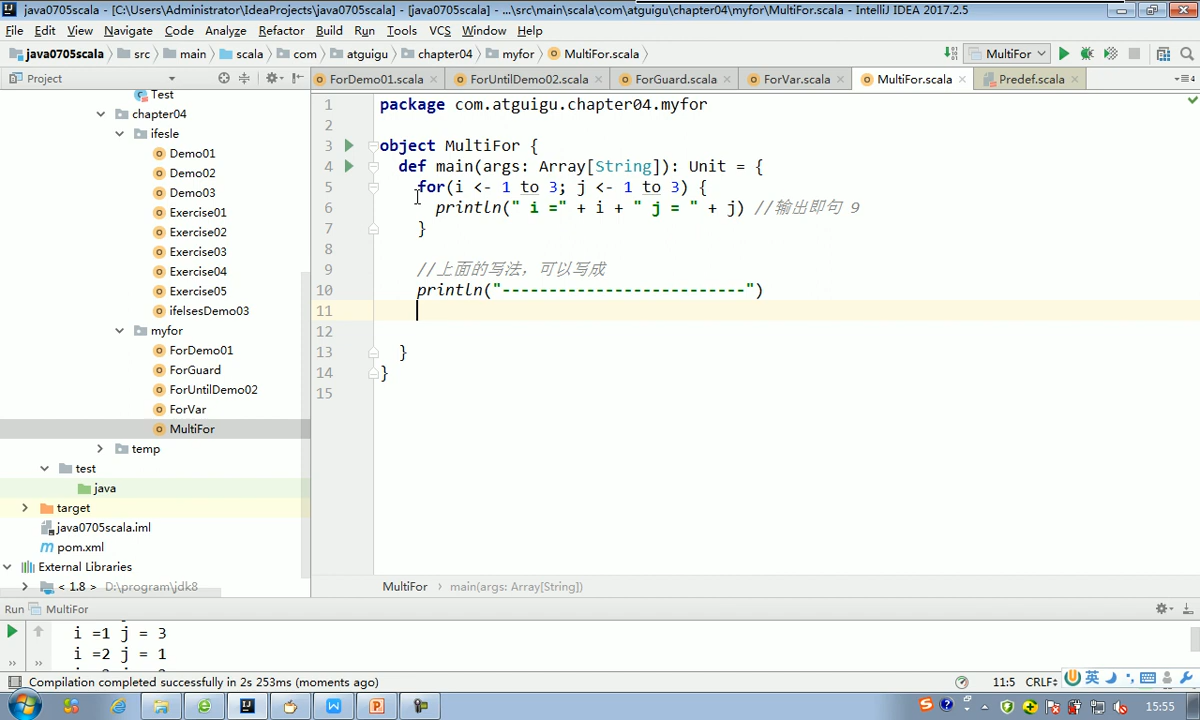 java0705scala - [C:\Users\Administrator\IdeaProjects\java0705scala] - [java0705scala] - ...\src\main\scala\com\atguigu\chapter04\myfor\MultiFor.scala - IntelliJ IDEA 2017.2.5
File Edit View Navigate Code Analyze Refactor Build Run Tools VCS Window Help
java0705scala src main scala com atguigu chapter04 myfor MultiFor.scala MultiFor
Project ForDemo01.scala ForUntilDemo02.scala ForGuard.scala ForVar.scala MultiFor.scala Predef.scala
Test
chapter04
ifesle
Demo01
Demo02
Demo03
Exercise01
Exercise02
Exercise03
Exercise04
Exercise05
ifelsesDemo03
myfor
ForDemo01
ForGuard
ForUntilDemo02
ForVar
MultiFor
temp
test
java
target
java0705scala.iml
pom.xml
External Libraries
< 1.8 > D:\program\jdk8
1 package com.atguigu.chapter04.myfor
2
3 object MultiFor {
4 def main(args: Array[String]): Unit = {
5 for(i <- 1 to 3; j <- 1 to 3) {
6 println(" i =" + i + " j = " + j) //输出即句 9
7 }
8
9 //上面的写法，可以写成
10 println("--------------------------")
11
12
13 }
14 }
15
MultiFor main(args: Array[String])
Run MultiFor
i =1 j = 3
i =2 j = 1
Compilation completed successfully in 2s 253ms (moments ago) 11:5 CRLF 英
15:55